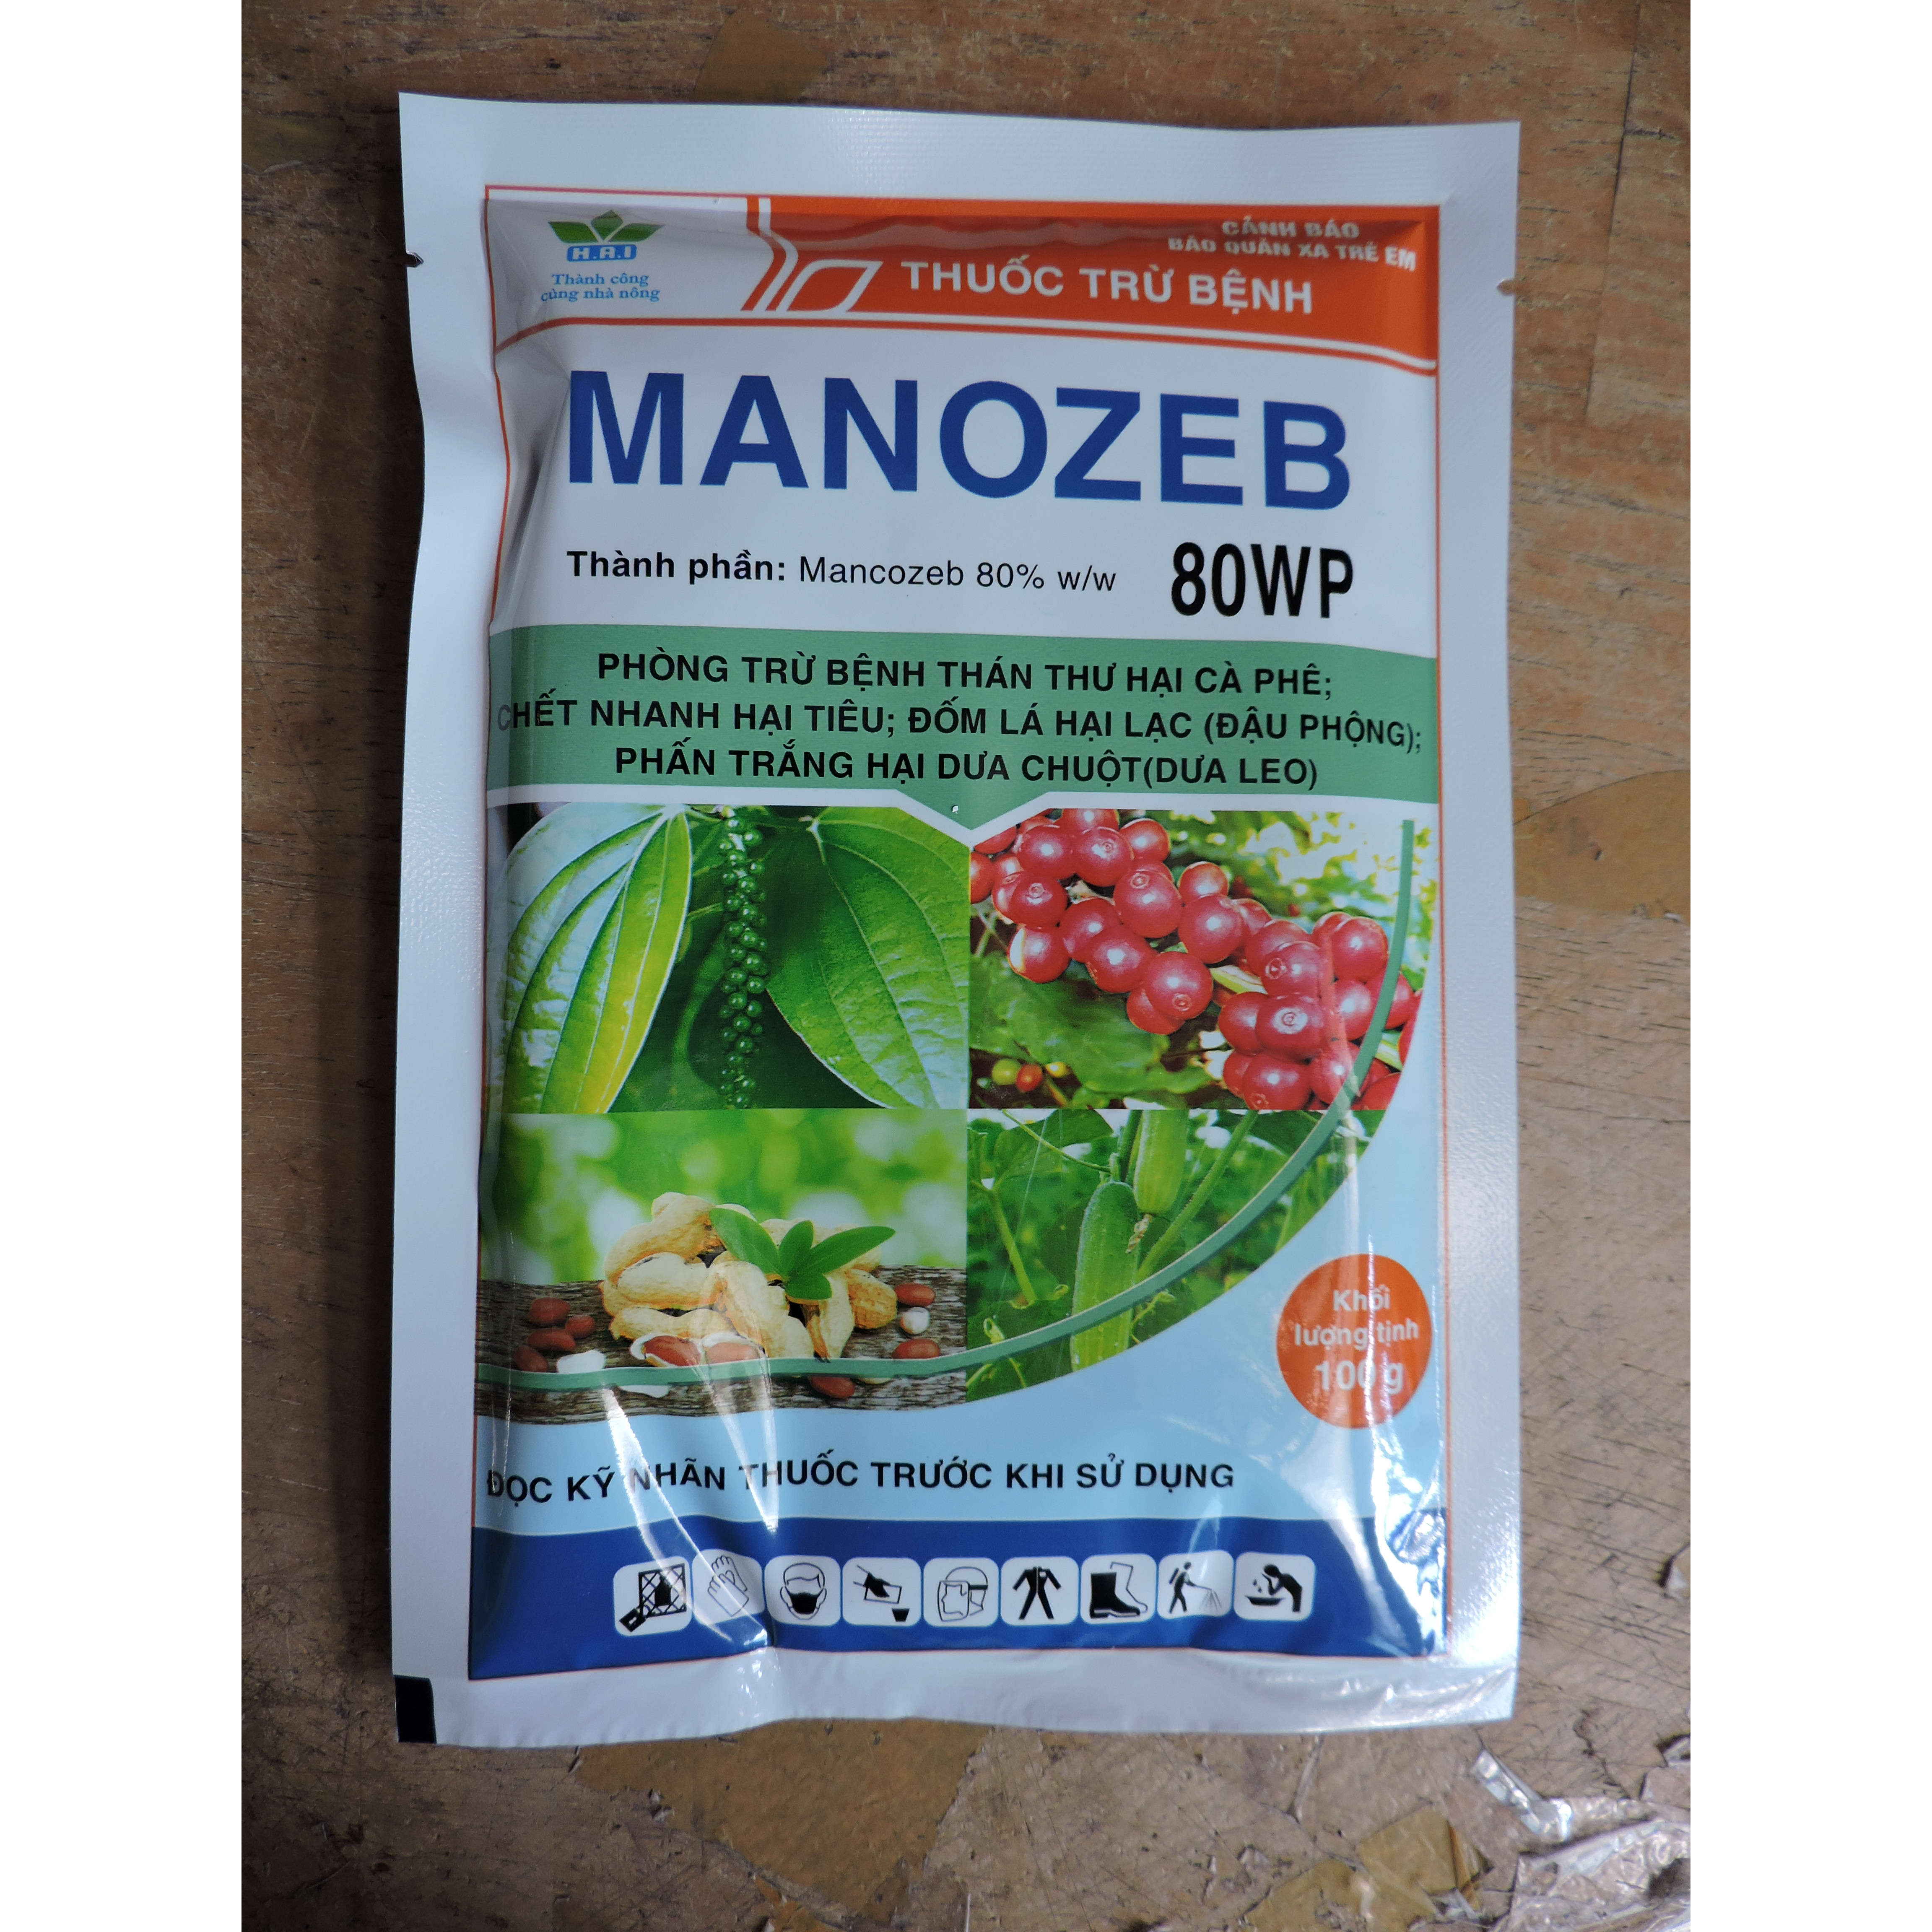 H.A.I
Thành công
cùng nhà nông
CẢNH BÁO
BẢO QUẢN XA TRẺ EM
THUỐC TRỪ BỆNH
MANOZEB
Thành phần: Mancozeb 80% w/w
80WP
PHÒNG TRỪ BỆNH THÁN THƯ HẠI CÀ PHÊ;
CHẾT NHANH HẠI TIÊU; ĐỐM LÁ HẠI LẠC (ĐẬU PHỘNG);
PHẤN TRẮNG HẠI DƯA CHUỘT(DƯA LEO)
Khối
lượng tịnh
100 g
ĐỌC KỸ NHÃN THUỐC TRƯỚC KHI SỬ DỤNG